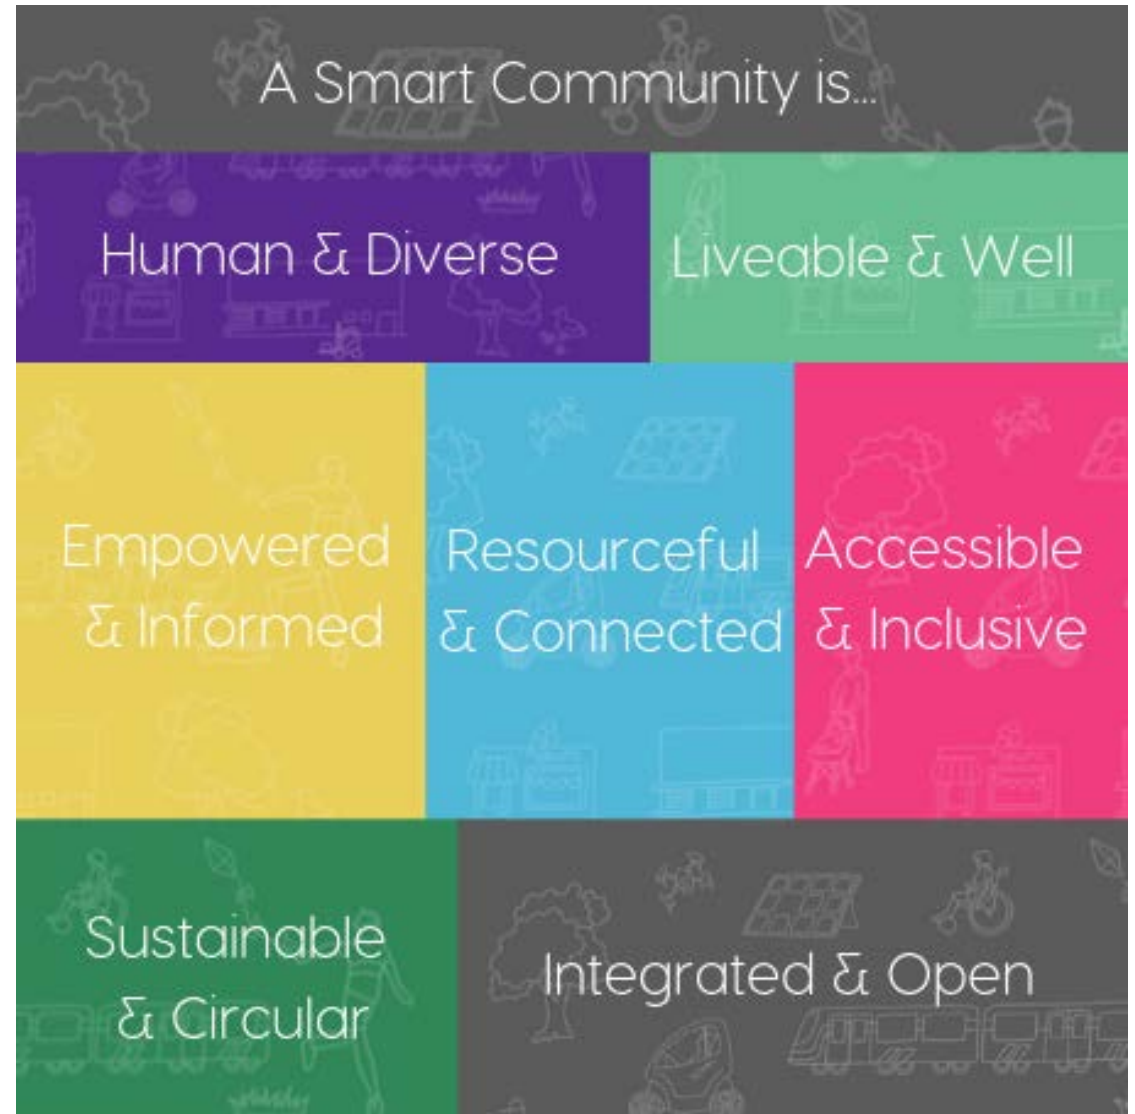 A Smart Community is...
Human & Diverse
Liveable & Well
Empowered
& Informed
Resourceful
& Connected
Accessible
& Inclusive
Sustainable
& Circular
Integrated & Open